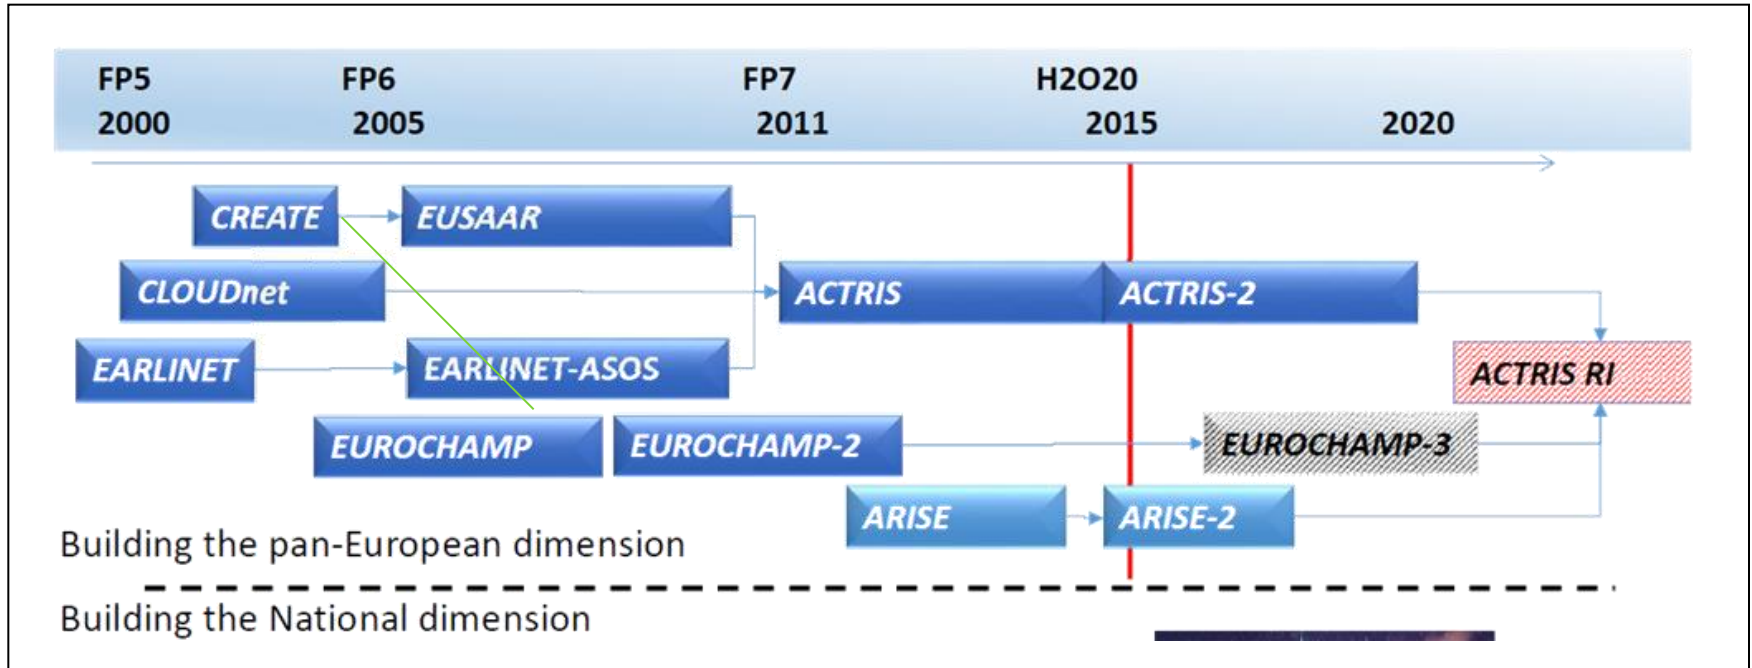 FP5 FP6 FP7 H2O20
2000 2005 2011 2015 2020
CREATE EUSAAR
CLOUDnet ACTRIS ACTRIS-2
EARLINET EARLINET-ASOS ACTRIS RI
EUROCHAMP EUROCHAMP-2 EUROCHAMP-3
ARISE ARISE-2
Building the pan-European dimension
Building the National dimension